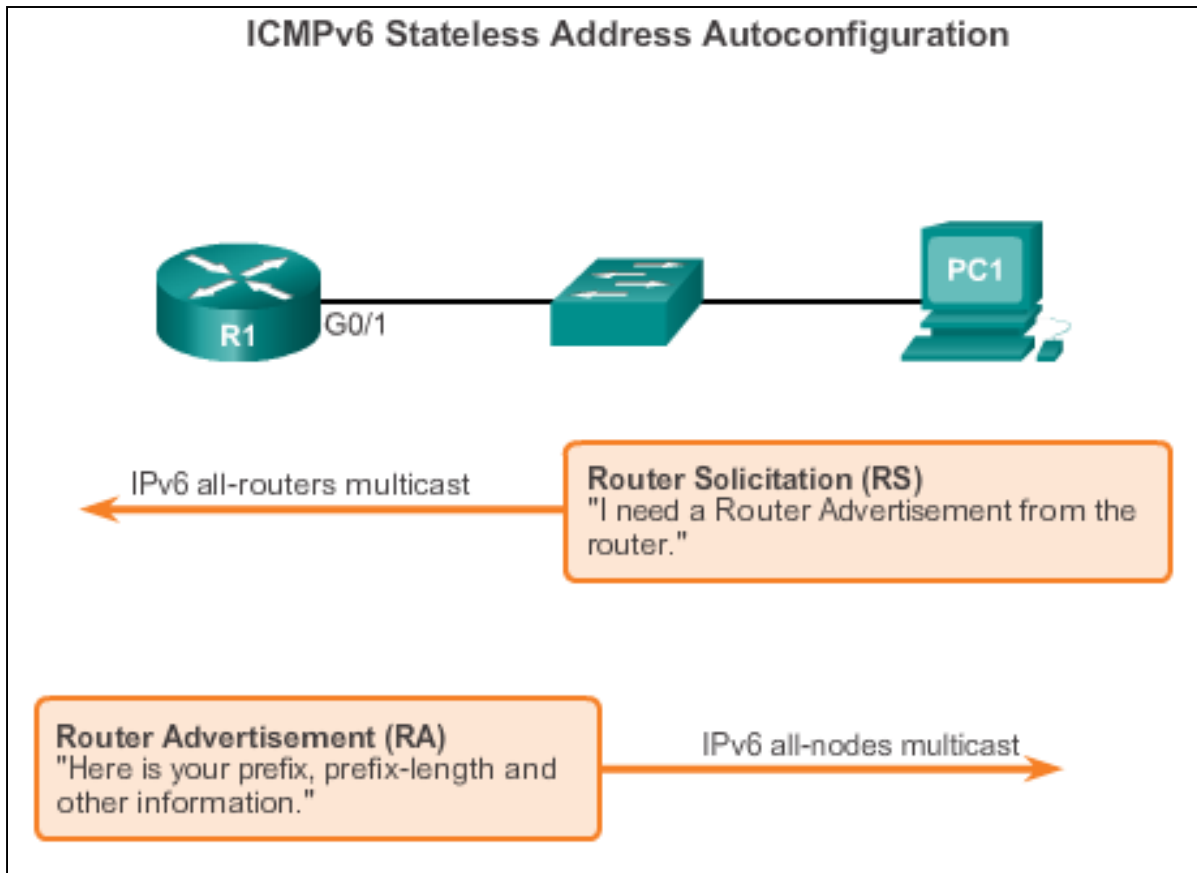 ICMPv6 Stateless Address Autoconfiguration
R1
G0/1
PC1
IPv6 all-routers multicast
Router Solicitation (RS)
"I need a Router Advertisement from the
router."
Router Advertisement (RA)
"Here is your prefix, prefix-length and
other information."
IPv6 all-nodes multicast